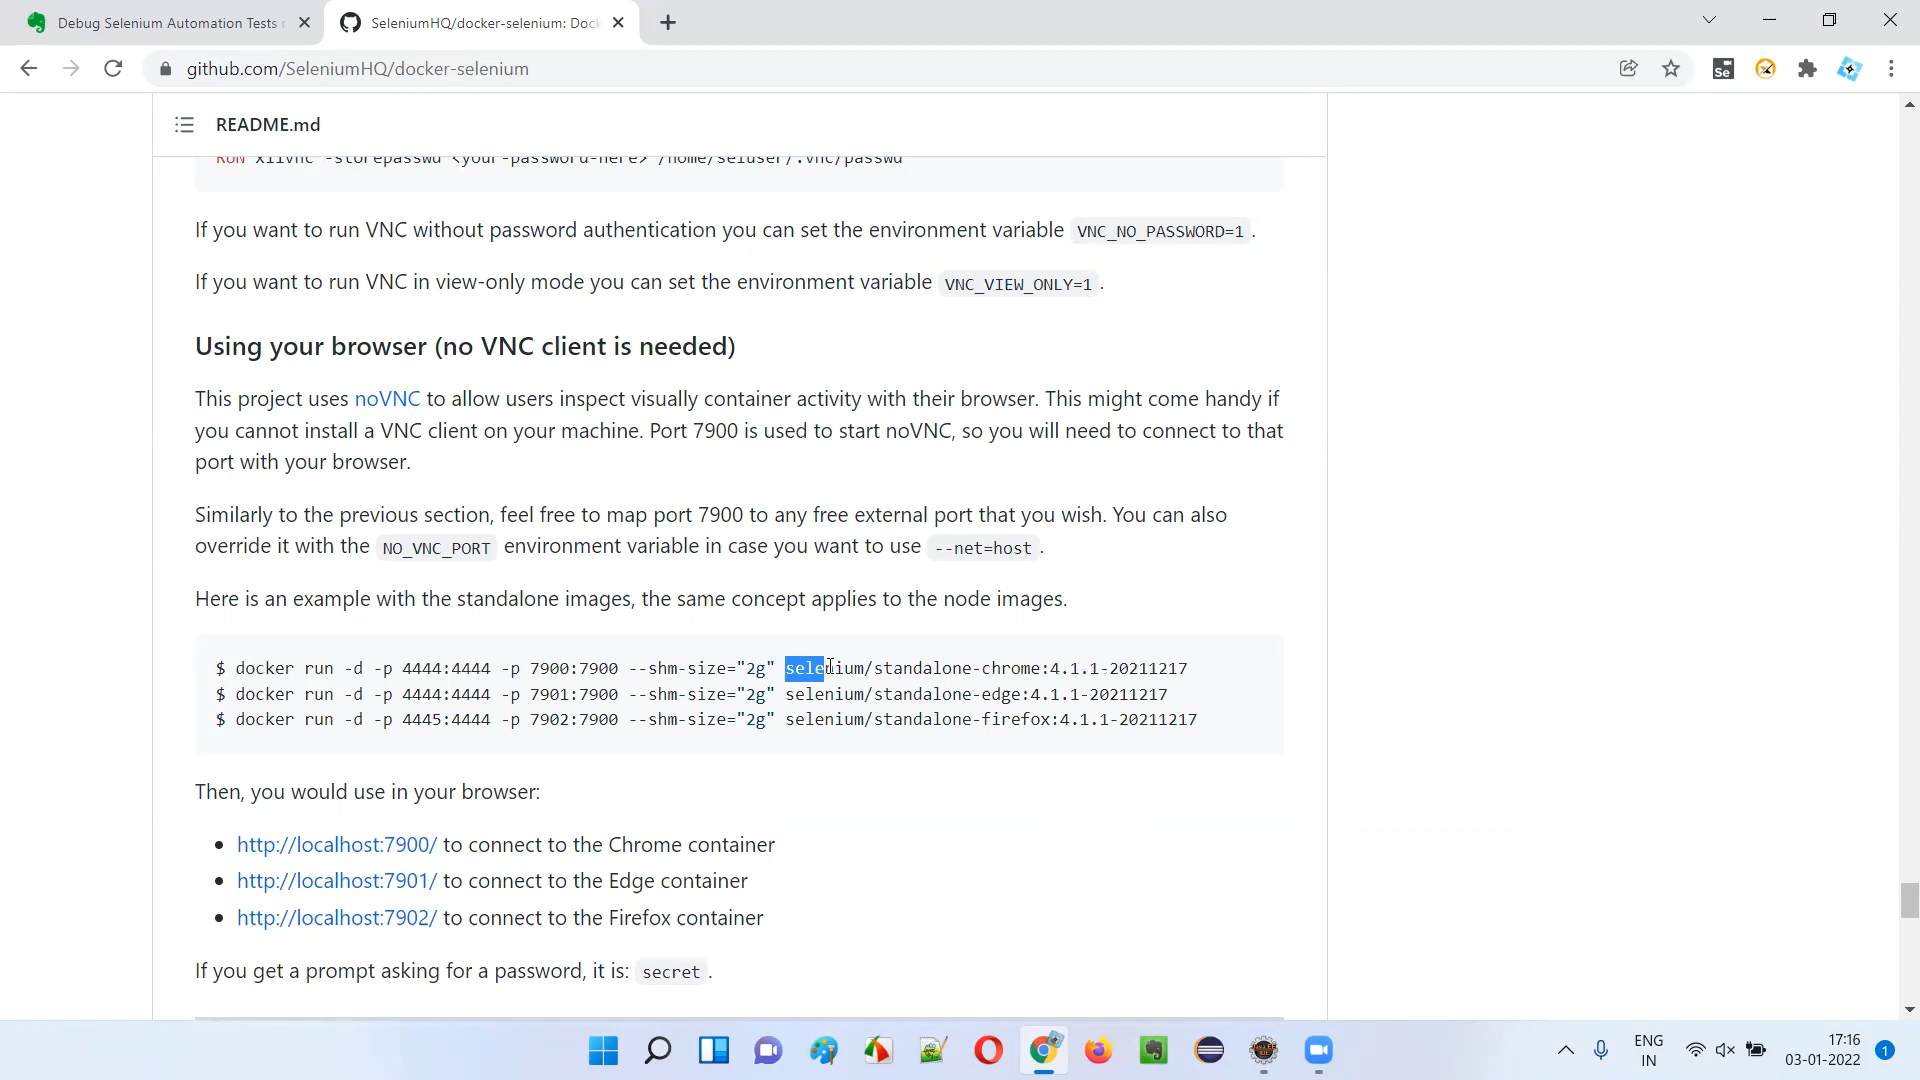 Debug Selenium Automation Tests
SeleniumHQ/docker-selenium: Doc
github.com/SeleniumHQ/docker-selenium
README.md
RUN x11vnc -storepasswd <your-password-here> /home/seluser/.vnc/passwd
If you want to run VNC without password authentication you can set the environment variable VNC_NO_PASSWORD=1 .
If you want to run VNC in view-only mode you can set the environment variable VNC_VIEW_ONLY=1 .
Using your browser (no VNC client is needed)
This project uses noVNC to allow users inspect visually container activity with their browser. This might come handy if
you cannot install a VNC client on your machine. Port 7900 is used to start noVNC, so you will need to connect to that
port with your browser.
Similarly to the previous section, feel free to map port 7900 to any free external port that you wish. You can also
override it with the NO_VNC_PORT environment variable in case you want to use --net=host .
Here is an example with the standalone images, the same concept applies to the node images.
$ docker run -d -p 4444:4444 -p 7900:7900 --shm-size="2g" selenium/standalone-chrome:4.1.1-20211217
$ docker run -d -p 4444:4444 -p 7901:7900 --shm-size="2g" selenium/standalone-edge:4.1.1-20211217
$ docker run -d -p 4445:4444 -p 7902:7900 --shm-size="2g" selenium/standalone-firefox:4.1.1-20211217
Then, you would use in your browser:
http://localhost:7900/ to connect to the Chrome container
http://localhost:7901/ to connect to the Edge container
http://localhost:7902/ to connect to the Firefox container
If you get a prompt asking for a password, it is: secret .
ENG
IN
17:16
03-01-2022
1